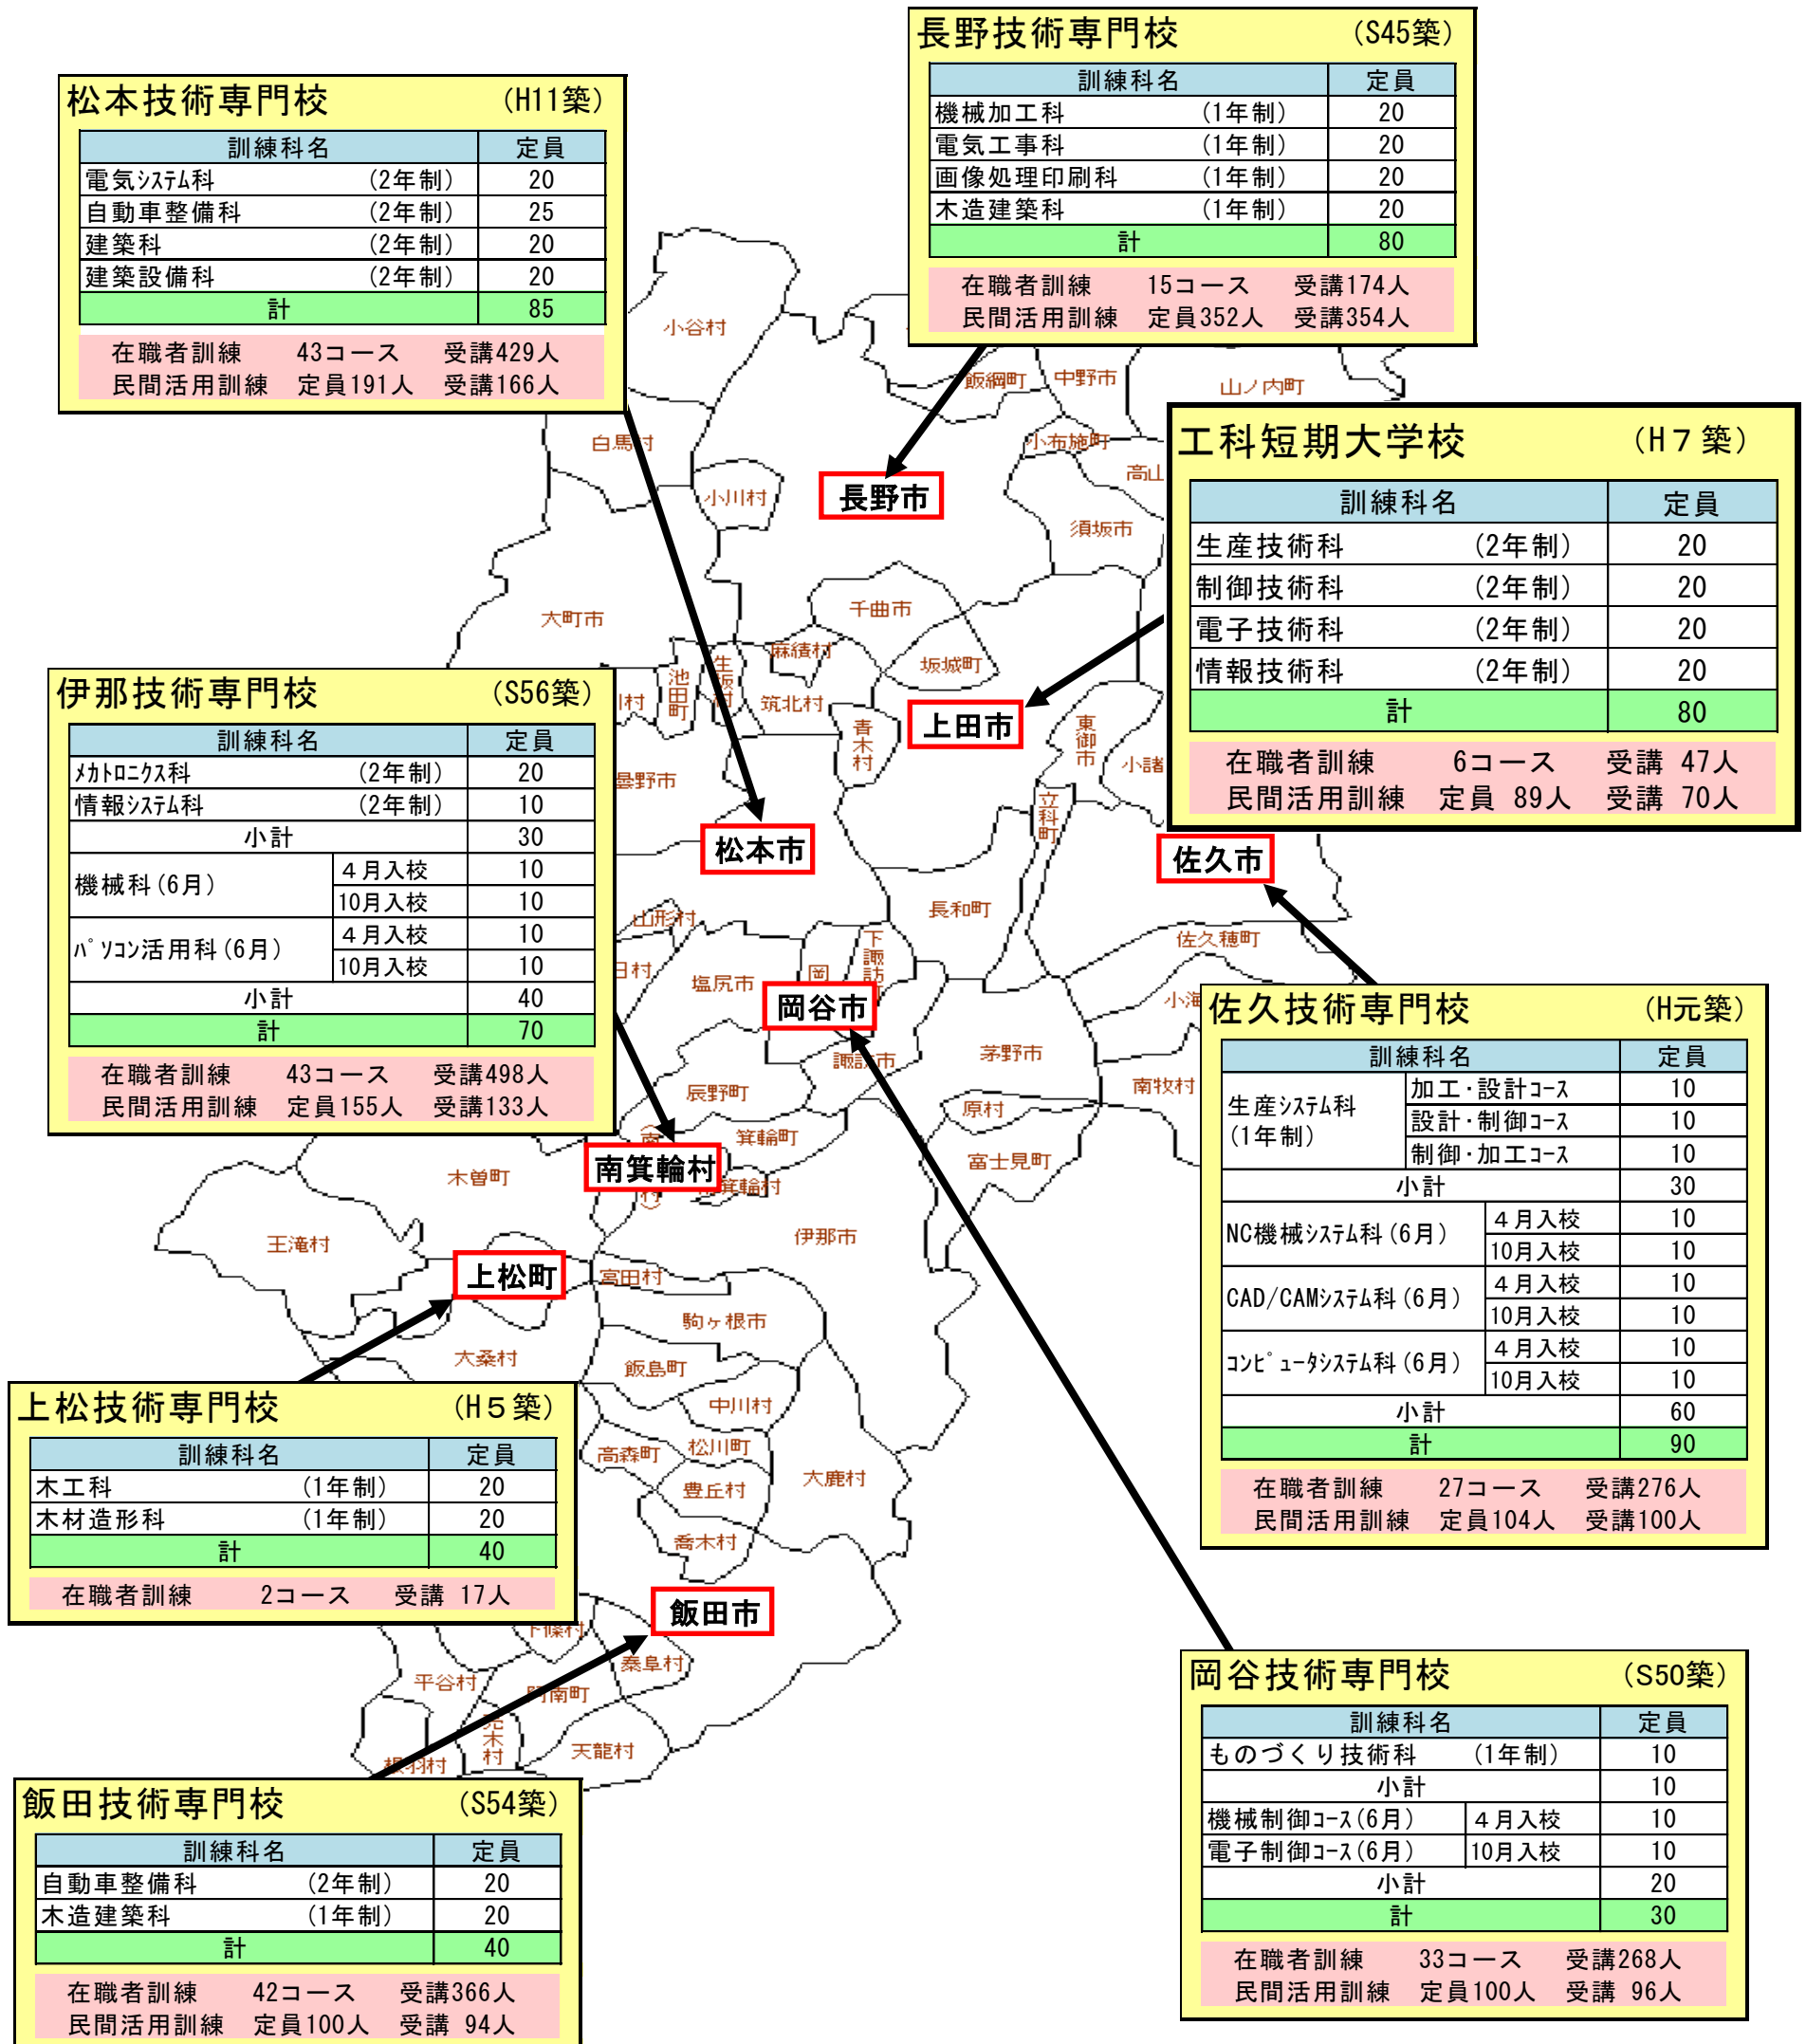 長野技術専門校 (S45築)
訓練科名 定員
機械加工科 (1年制) 20
電気工事科 (1年制) 20
画像処理印刷科 (1年制) 20
木造建築科 (1年制) 20
計 80
在職者訓練 15コース 受講174人
民間活用訓練 定員352人 受講354人
松本技術専門校 (H11築)
訓練科名 定員
電気ｼｽﾃﾑ科 (2年制) 20
自動車整備科 (2年制) 25
建築科 (2年制) 20
建築設備科 (2年制) 20
計 85
在職者訓練 43コース 受講429人
民間活用訓練 定員191人 受講166人
工科短期大学校 (H７築)
訓練科名 定員
生産技術科 (2年制) 20
制御技術科 (2年制) 20
電子技術科 (2年制) 20
情報技術科 (2年制) 20
計 80
在職者訓練 6コース 受講 47人
民間活用訓練 定員 89人 受講 70人
伊那技術専門校 (S56築)
訓練科名 定員
ﾒｶﾄﾛﾆｸｽ科 (2年制) 20
情報ｼｽﾃﾑ科 (2年制) 10
小計 30
機械科(6月) ４月入校 10
10月入校 10
ﾊﾟｿｺﾝ活用科(6月) ４月入校 10
10月入校 10
小計 40
計 70
在職者訓練 43コース 受講498人
民間活用訓練 定員155人 受講133人
佐久技術専門校 (H元築)
訓練科名 定員
生産ｼｽﾃﾑ科 (1年制) 加工･設計ｺｰｽ 10
設計･制御ｺｰｽ 10
制御･加工ｺｰｽ 10
小計 30
NC機械ｼｽﾃﾑ科(6月) ４月入校 10
10月入校 10
CAD/CAMｼｽﾃﾑ科(6月) ４月入校 10
10月入校 10
ｺﾝﾋﾟｭｰﾀｼｽﾃﾑ科(6月) ４月入校 10
10月入校 10
小計 60
計 90
在職者訓練 27コース 受講276人
民間活用訓練 定員104人 受講100人
上松技術専門校 (H５築)
訓練科名 定員
木工科 (1年制) 20
木材造形科 (1年制) 20
計 40
在職者訓練 2コース 受講 17人
岡谷技術専門校 (S50築)
訓練科名 定員
ものづくり技術科 (1年制) 10
小計 10
機械制御ｺｰｽ(6月) ４月入校 10
電子制御ｺｰｽ(6月) 10月入校 10
小計 20
計 30
在職者訓練 33コース 受講268人
民間活用訓練 定員100人 受講 96人
飯田技術専門校 (S54築)
訓練科名 定員
自動車整備科 (2年制) 20
木造建築科 (1年制) 20
計 40
在職者訓練 42コース 受講366人
民間活用訓練 定員100人 受講 94人
小谷村
飯綱町
中野市
山ノ内町
白馬村
小布施町
高山
小川村
長野市
須坂市
大町市
千曲市
麻績村
坂城町
生坂村
池田町
筑北村
青木村
上田市
東御市
小諸
立科町
松本市
佐久市
長和町
山形村
佐久穂町
下諏訪
塩尻市
岡
岡谷市
小海
諏訪市
茅野市
南牧村
辰野町
原村
箕輪町
富士見町
南箕輪村
木曽町
王滝村
伊那市
上松町
宮田村
駒ヶ根市
大桑村
飯島町
中川村
高森町
松川町
豊丘村
大鹿村
喬木村
飯田市
下條村
泰阜村
平谷村
阿南町
売木村
天龍村
根羽村